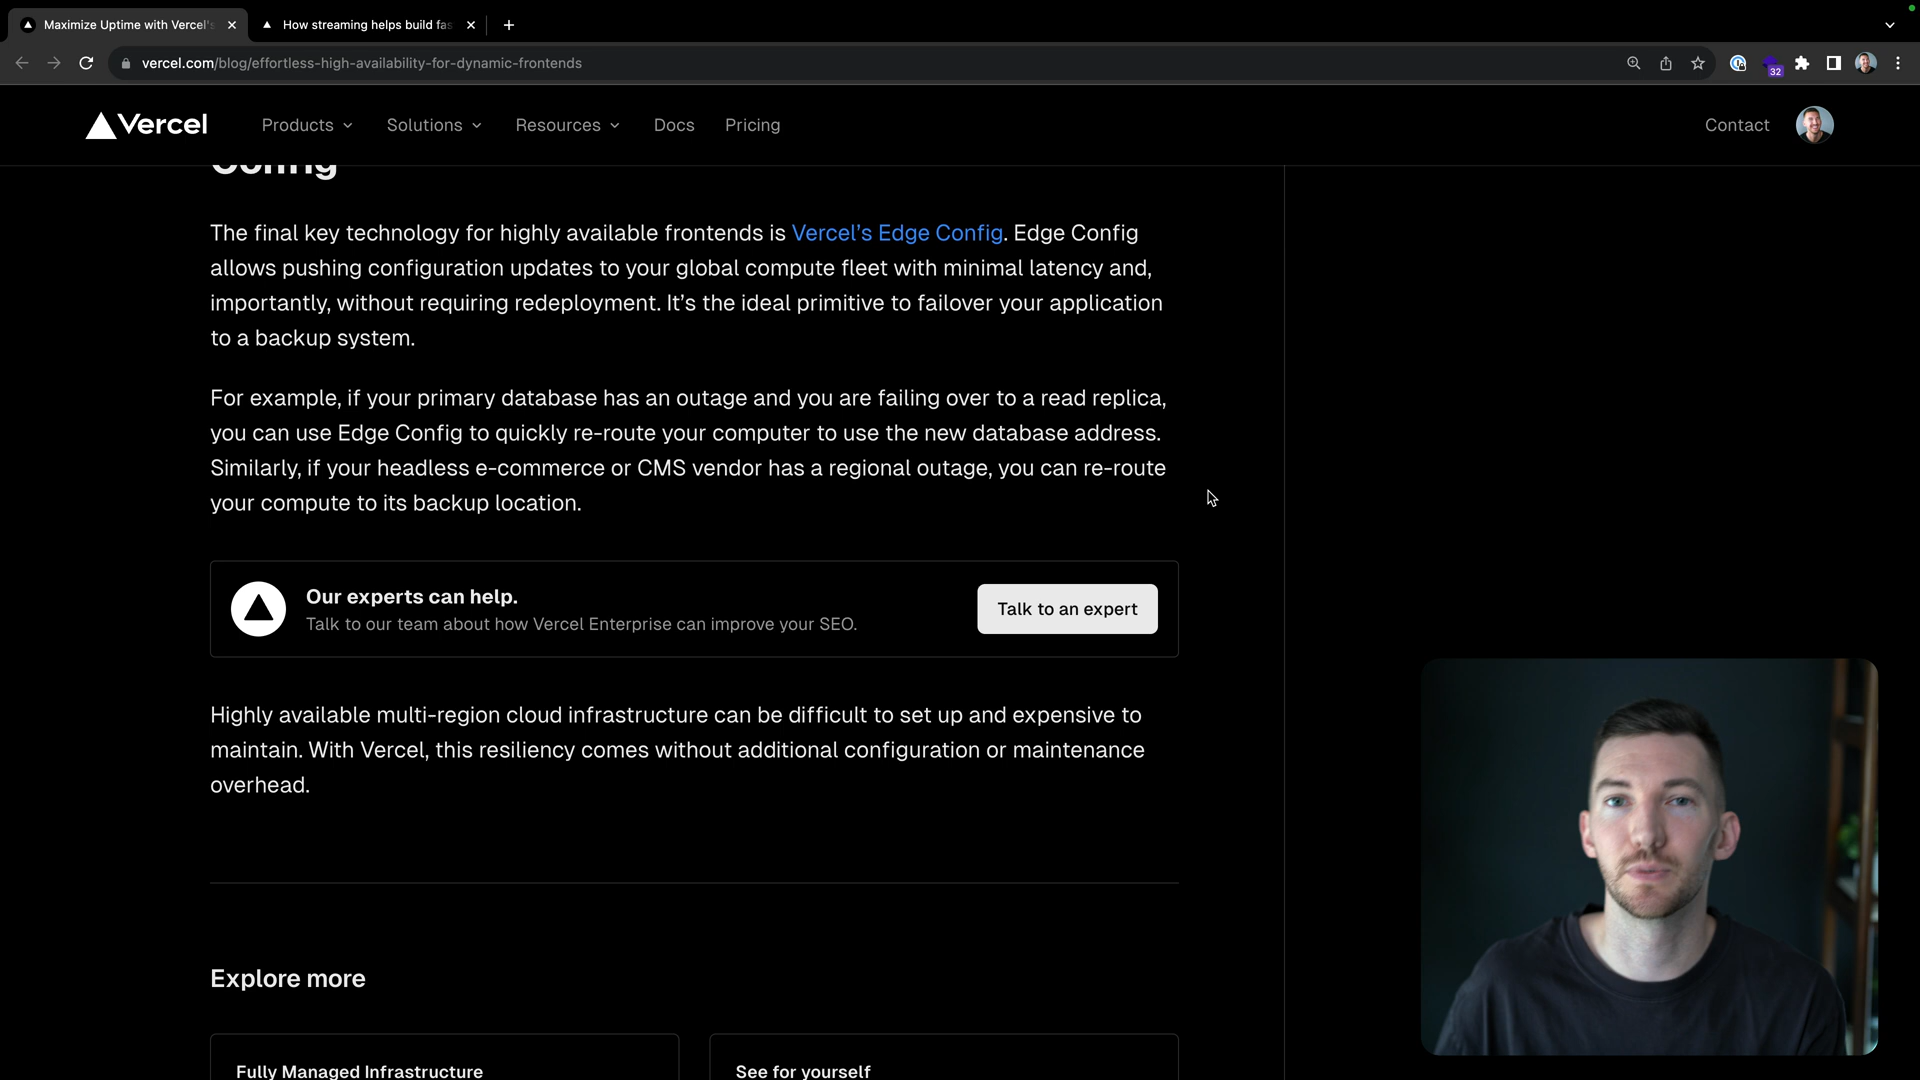 Maximize Uptime with Vercel's
How streaming helps build fas
vercel.com/blog/effortless-high-availability-for-dynamic-frontends
32
Vercel
Products
Solutions
Resources
Docs
Pricing
Contact
Config
The final key technology for highly available frontends is Vercel’s Edge Config. Edge Config
allows pushing configuration updates to your global compute fleet with minimal latency and,
importantly, without requiring redeployment. It’s the ideal primitive to failover your application
to a backup system.
For example, if your primary database has an outage and you are failing over to a read replica,
you can use Edge Config to quickly re-route your computer to use the new database address.
Similarly, if your headless e-commerce or CMS vendor has a regional outage, you can re-route
your compute to its backup location.
Our experts can help.
Talk to our team about how Vercel Enterprise can improve your SEO.
Talk to an expert
Highly available multi-region cloud infrastructure can be difficult to set up and expensive to
maintain. With Vercel, this resiliency comes without additional configuration or maintenance
overhead.
Explore more
Fully Managed Infrastructure
See for yourself